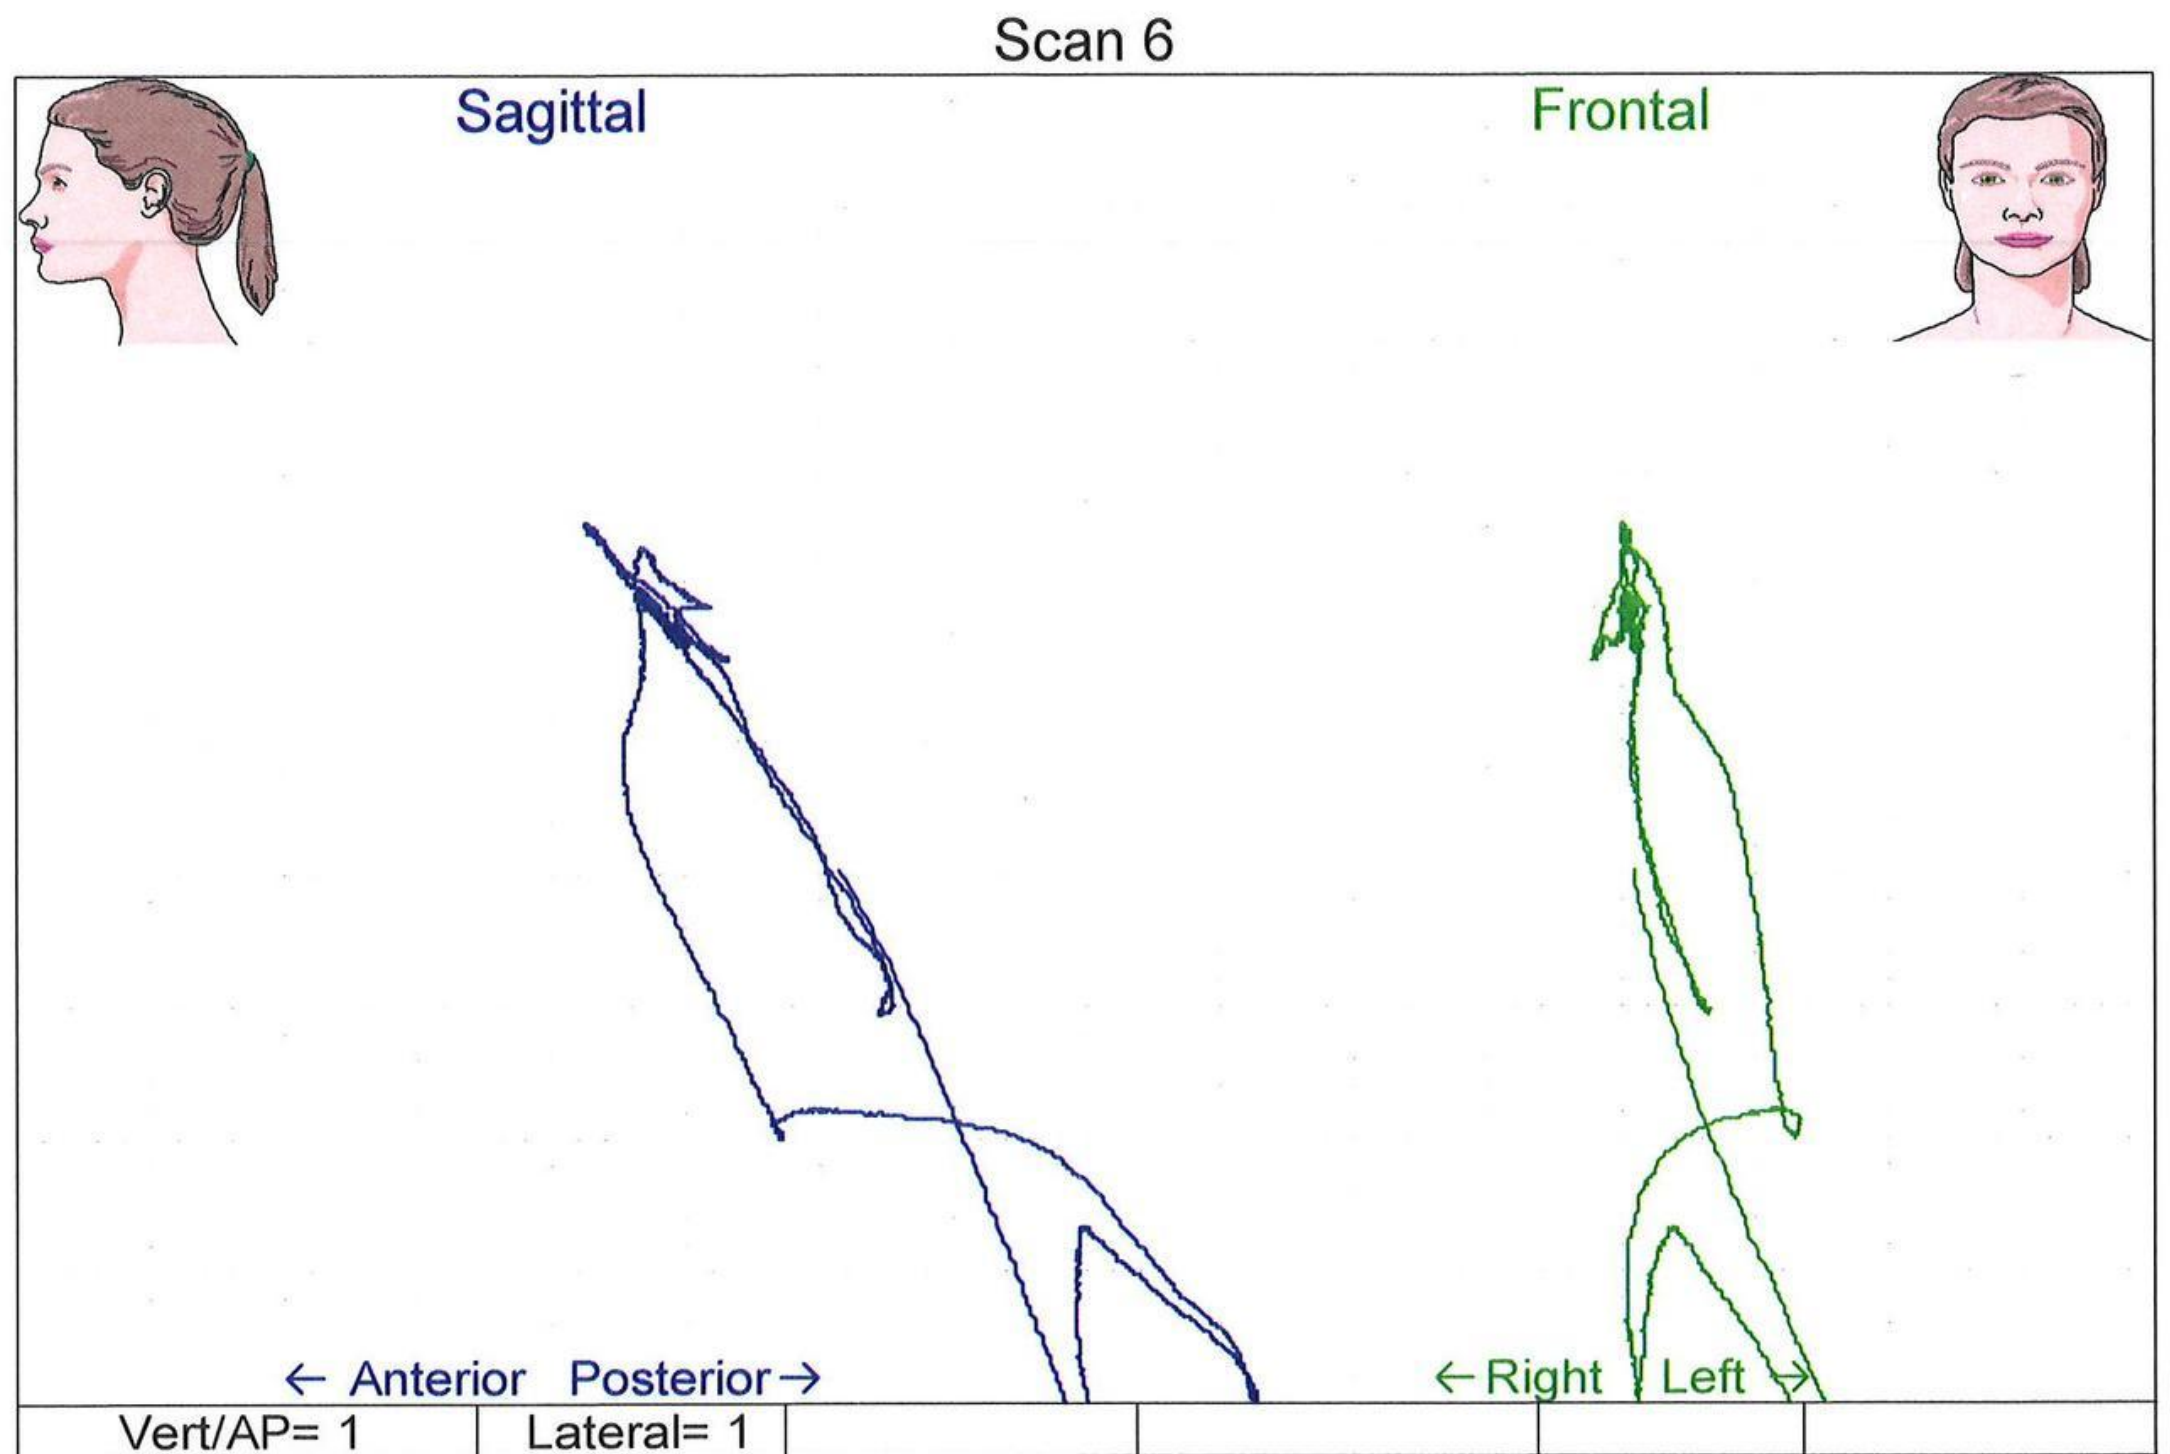 Scan 6
Sagittal
Frontal
← Anterior Posterior →
← Right Left →
Vert/AP= 1
Lateral= 1